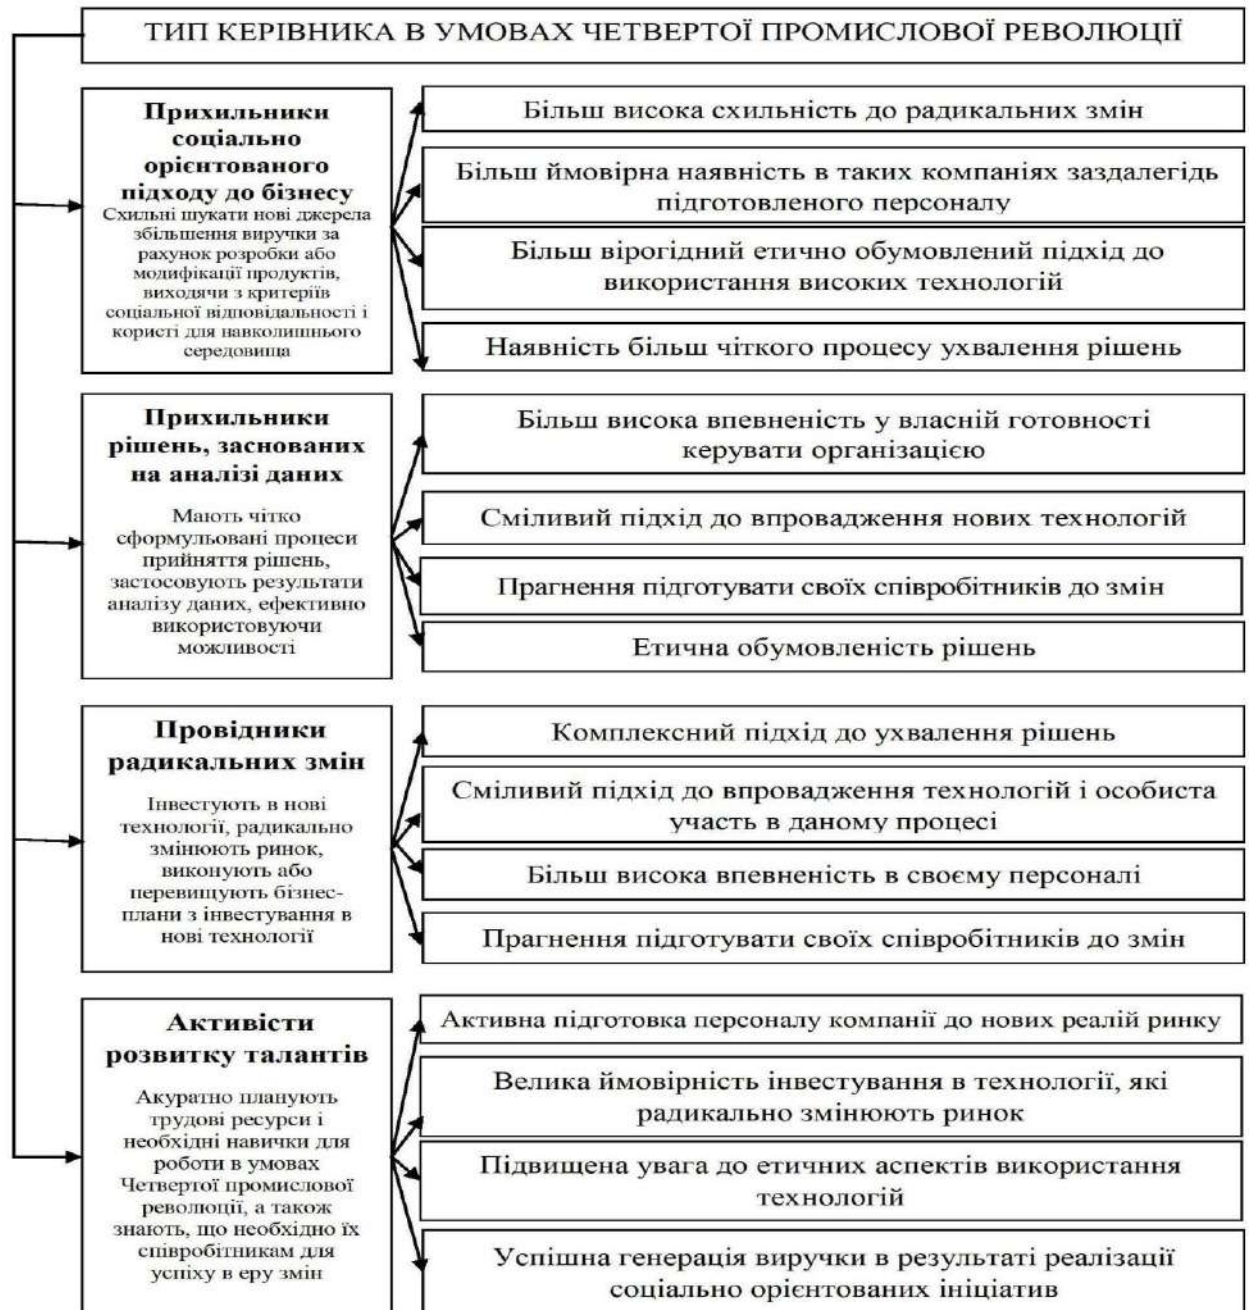 ТИП КЕРІВНИКА В УМОВАХ ЧЕТВЕРТОЇ ПРОМИСЛОВОЇ РЕВОЛЮЦІЇ
Прихильники
соціально
орієнтованого
підходу до бізнесу
Схильні шукати нові джерела
збільшення виручки за
рахунок розробки або
модифікації продуктів,
виходячи з критеріїв
соціальної відповідальності і
користі для навколишнього
середовища
Більш висока схильність до радикальних змін
Більш ймовірна наявність в таких компаніях заздалегідь
підготовленого персоналу
Більш вірогідний етично обумовлений підхід до
використання високих технологій
Наявність більш чіткого процесу ухвалення рішень
Прихильники
рішень, заснованих
на аналізі даних
Мають чітко
сформульовані процеси
прийняття рішень,
застосовують результати
аналізу даних, ефективно
використовуючи
можливості
Більш висока впевненість у власній готовності
керувати організацією
Сміливий підхід до впровадження нових технологій
Прагнення підготувати своїх співробітників до змін
Етична обумовленість рішень
Провідники
радикальних змін
Інвестують в нові
технології, радикально
змінюють ринок,
виконують або
перевищують бізнес-
плани з інвестування в
нові технології
Комплексний підхід до ухвалення рішень
Сміливий підхід до впровадження технологій і особиста
участь в даному процесі
Більш висока впевненість в своєму персоналі
Прагнення підготувати своїх співробітників до змін
Активісти
розвитку талантів
Акуратно планують
трудові ресурси і
необхідні навички для
роботи в умовах
Четвертої промислової
революції, а також
знають, що необхідно їх
співробітникам для
успіху в еру змін
Активна підготовка персоналу компанії до нових реалій ринку
Велика ймовірність інвестування в технології, які
радикально змінюють ринок
Підвищена увага до етичних аспектів використання
технологій
Успішна генерація виручки в результаті реалізації
соціально орієнтованих ініціатив